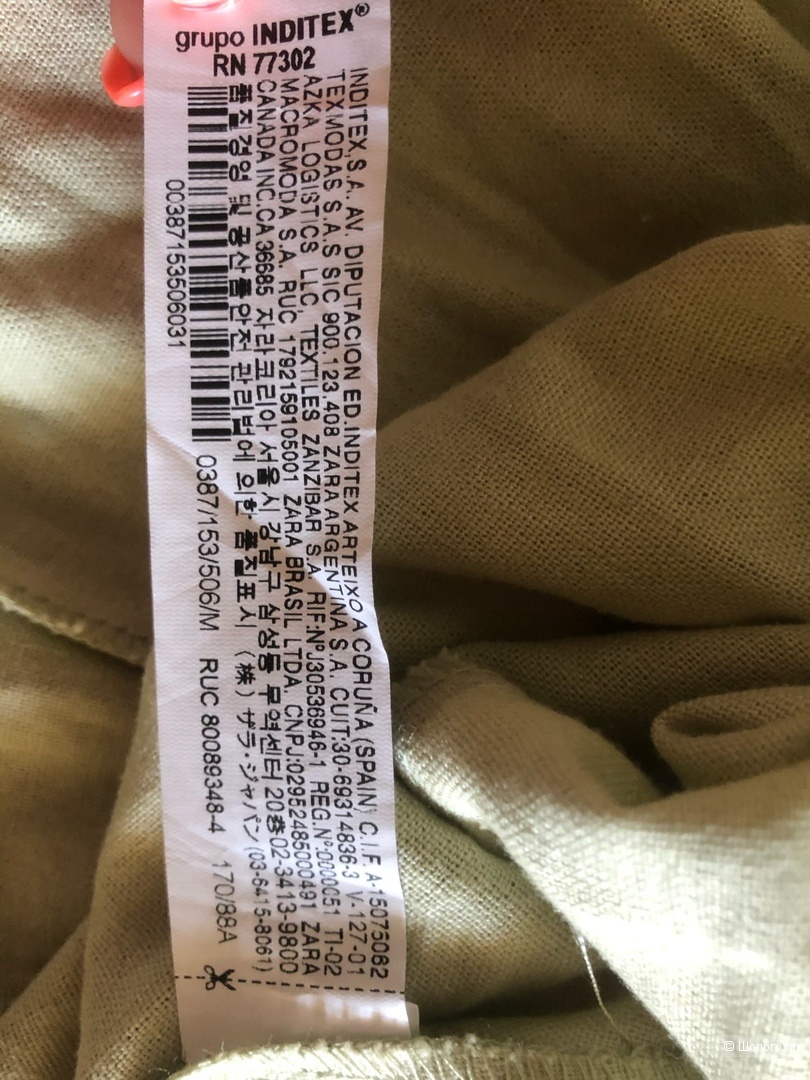 grupo INDITEX®
RN 77302
INDITEX,S.A. AV. DIPUTACION ED.INDITEX ARTEIXO A CORUÑA (SPAIN) C.I.F. A-15075062
TEXMODAS S.A.S SIC 900.123.408 ZARA ARGENTINA S.A. CUIT:30-69314836-3 V-127-01
AZKA LOGISTICS LLC, TEXTILES ZANZIBAR S.A. RIF:NºJ30536946-1 REG.Nº:0000051 TI-02
MACROMODA S.A. RUC 1792159105001 ZARA BRASIL LTDA. CNPJ:02952485000491 ZARA
CANADA INC.CA 36685 자라코리아 서울시 강남구 삼성동 무역센터 20층 02-3413-9800
품질경영 및 공산품안전 관리법에 의한 품질표시 (株) ザラ・ジャパン (03-6415-8061)
00387153506031
0387/153/506/M RUC 80089348-4 170/88A